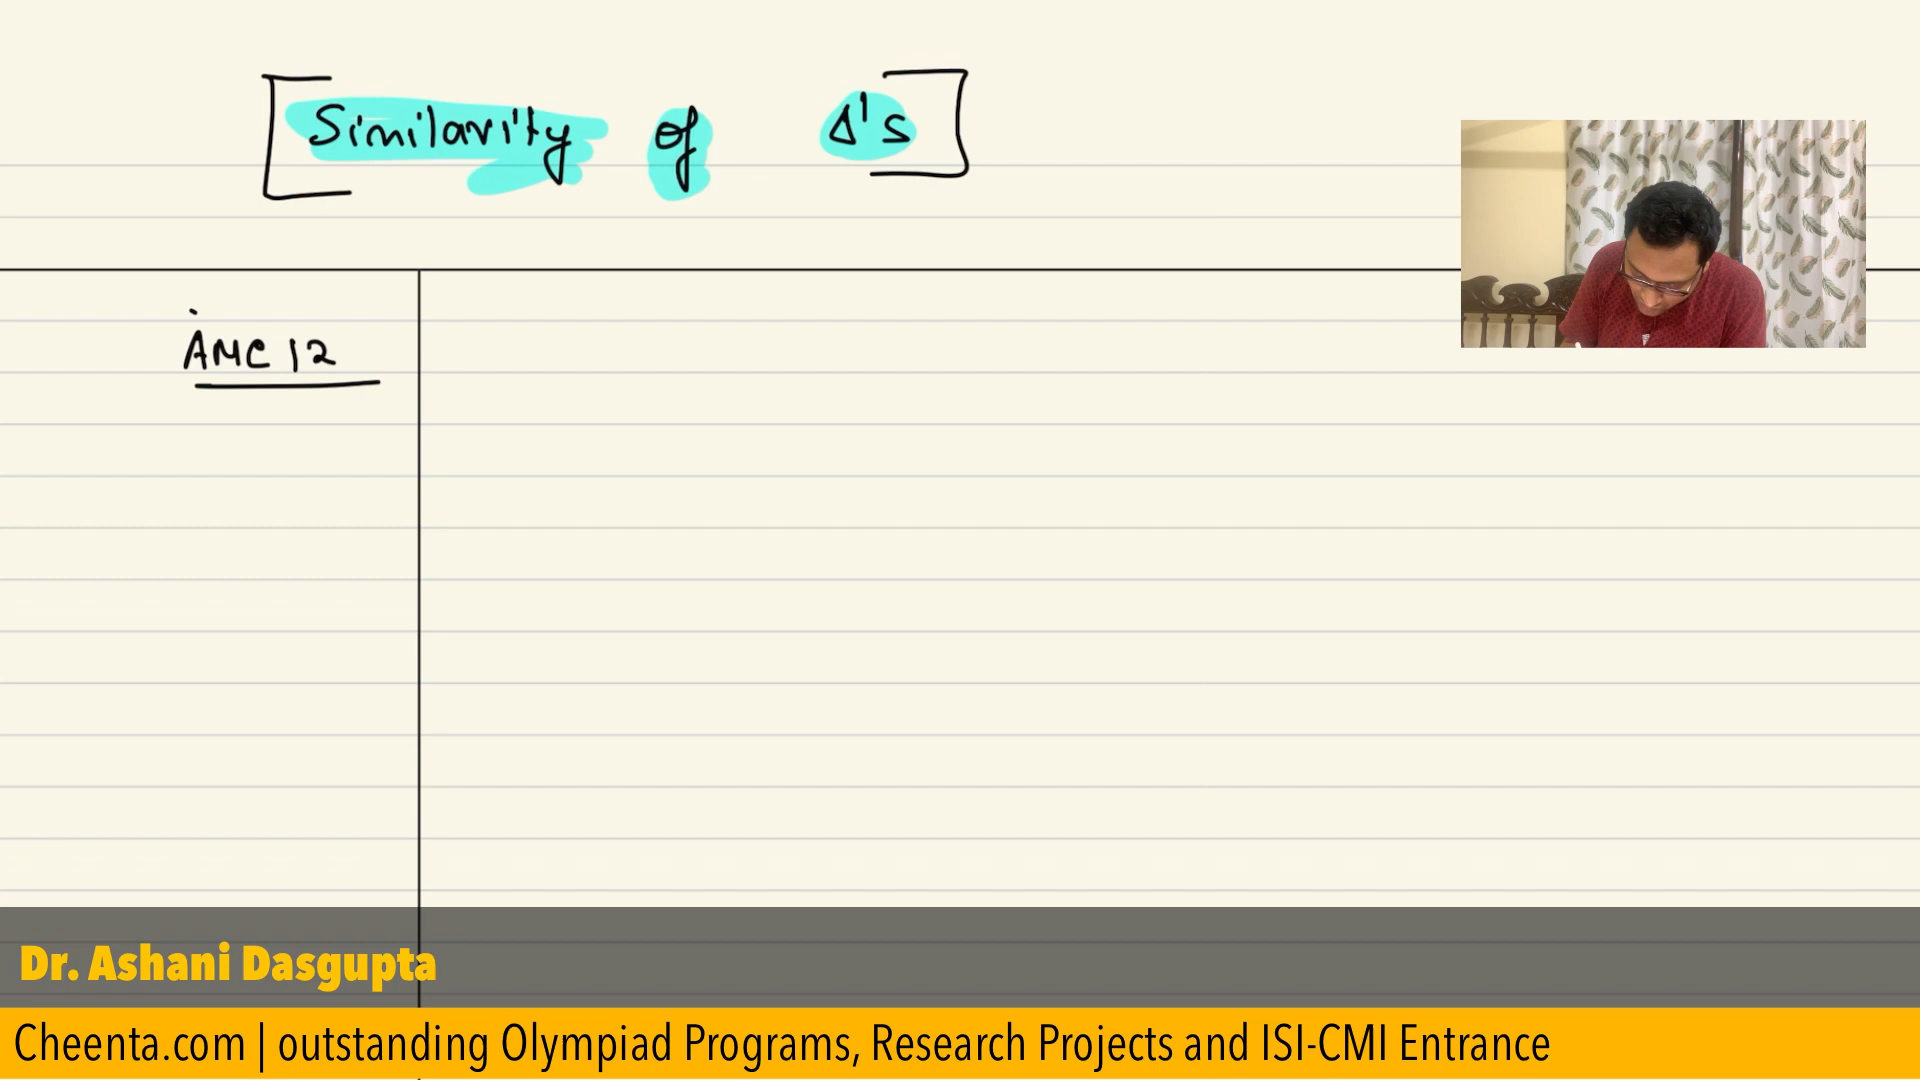 Similarity of Δ's
AMC 12
Dr. Ashani Dasgupta
Cheenta.com | outstanding Olympiad Programs, Research Projects and ISI-CMI Entrance